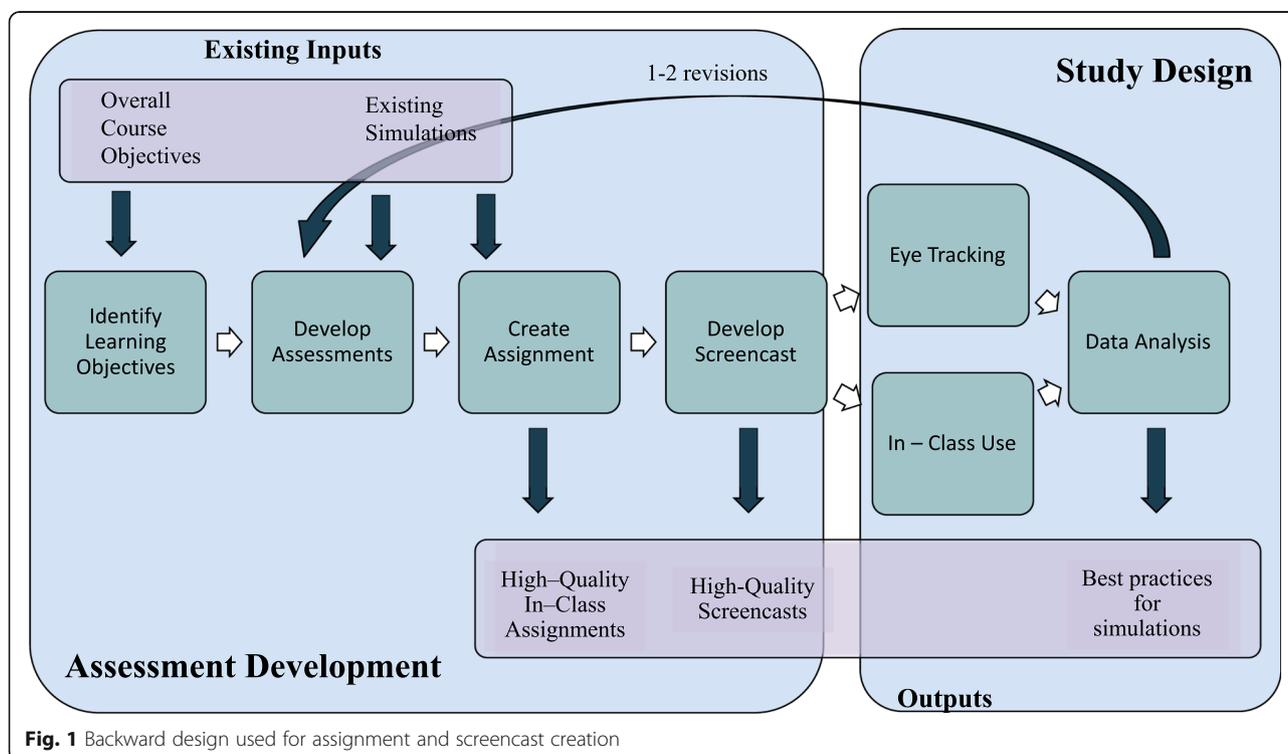 Existing Inputs
Overall
Course
Objectives
Existing
Simulations
1-2 revisions
Study Design
Identify
Learning
Objectives
Develop
Assessments
Create
Assignment
Develop
Screencast
Eye Tracking
In – Class Use
Data Analysis
High–Quality
In–Class
Assignments
High-Quality
Screencasts
Best practices
for
simulations
Assessment Development
Outputs
Fig. 1 Backward design used for assignment and screencast creation